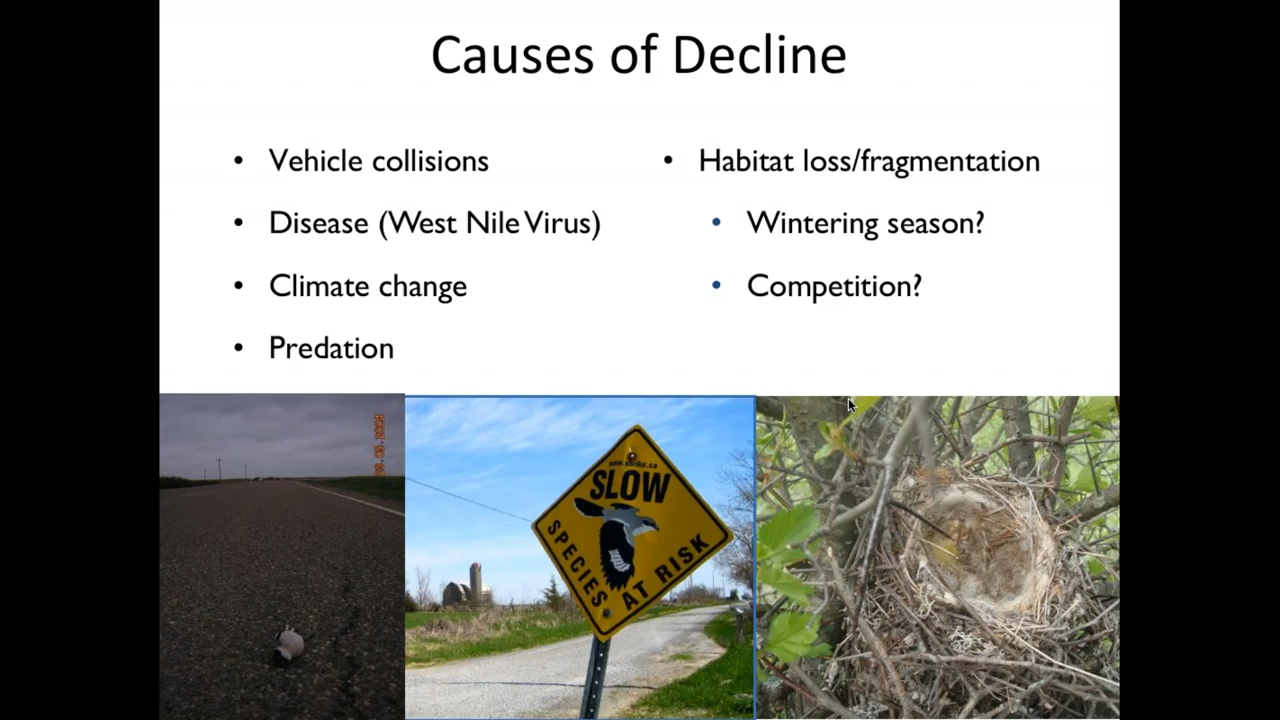 Causes of Decline
• Vehicle collisions
• Disease (West Nile Virus)
• Climate change
• Predation
• Habitat loss/fragmentation
• Wintering season?
• Competition?
SLOW
SPECIES AT RISK